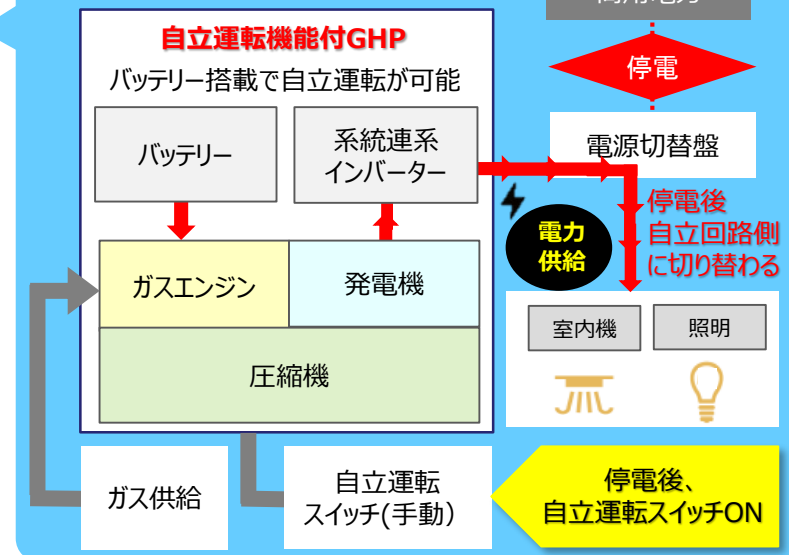 自立運転機能付GHP
バッテリー搭載で自立運転が可能
停電
バッテリー
系統連系
インバーター
電源切替盤
停電後
自立回路側
に切り替わる
電力
供給
ガスエンジン
発電機
室内機
照明
圧縮機
ガス供給
自立運転
スイッチ(手動)
停電後、
自立運転スイッチON